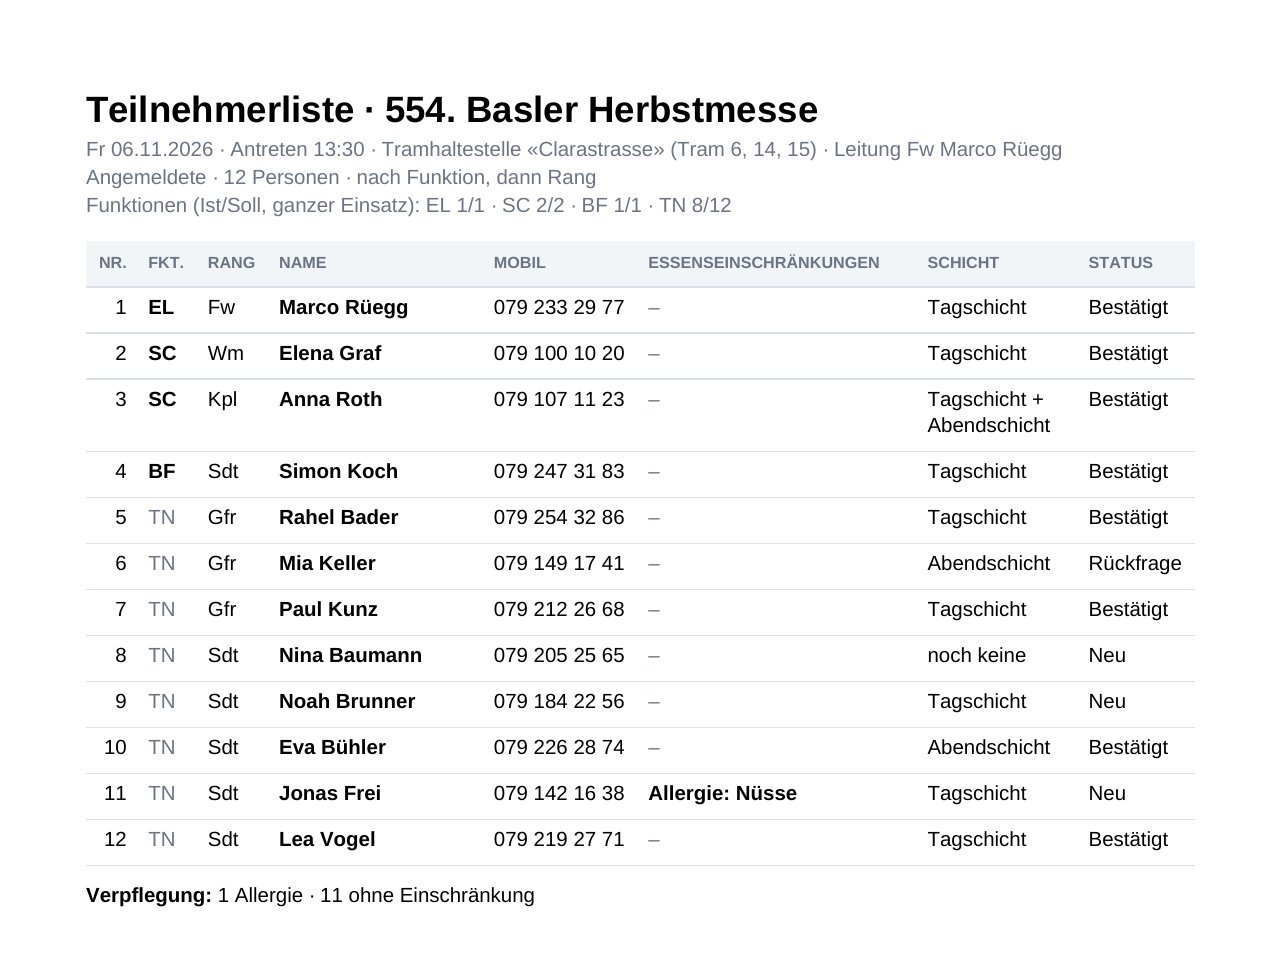 Teilnehmerliste · 554. Basler Herbstmesse
Fr 06.11.2026 · Antreten 13:30 · Tramhaltestelle «Clarastrasse» (Tram 6, 14, 15) · Leitung Fw Marco Rüegg
Angemeldete · 12 Personen · nach Funktion, dann Rang
Funktionen (Ist/Soll, ganzer Einsatz): EL 1/1 · SC 2/2 · BF 1/1 · TN 8/12
NR. FKT. RANG NAME MOBIL ESSENSEINSCHRÄNKUNGEN SCHICHT STATUS
1 EL Fw Marco Rüegg 079 233 29 77 – Tagschicht Bestätigt
2 SC Wm Elena Graf 079 100 10 20 – Tagschicht Bestätigt
3 SC Kpl Anna Roth 079 107 11 23 – Tagschicht + Bestätigt
Abendschicht
4 BF Sdt Simon Koch 079 247 31 83 – Tagschicht Bestätigt
5 TN Gfr Rahel Bader 079 254 32 86 – Tagschicht Bestätigt
6 TN Gfr Mia Keller 079 149 17 41 – Abendschicht Rückfrage
7 TN Gfr Paul Kunz 079 212 26 68 – Tagschicht Bestätigt
8 TN Sdt Nina Baumann 079 205 25 65 – noch keine Neu
9 TN Sdt Noah Brunner 079 184 22 56 – Tagschicht Neu
10 TN Sdt Eva Bühler 079 226 28 74 – Abendschicht Bestätigt
11 TN Sdt Jonas Frei 079 142 16 38 Allergie: Nüsse Tagschicht Neu
12 TN Sdt Lea Vogel 079 219 27 71 – Tagschicht Bestätigt
Verpflegung: 1 Allergie · 11 ohne Einschränkung